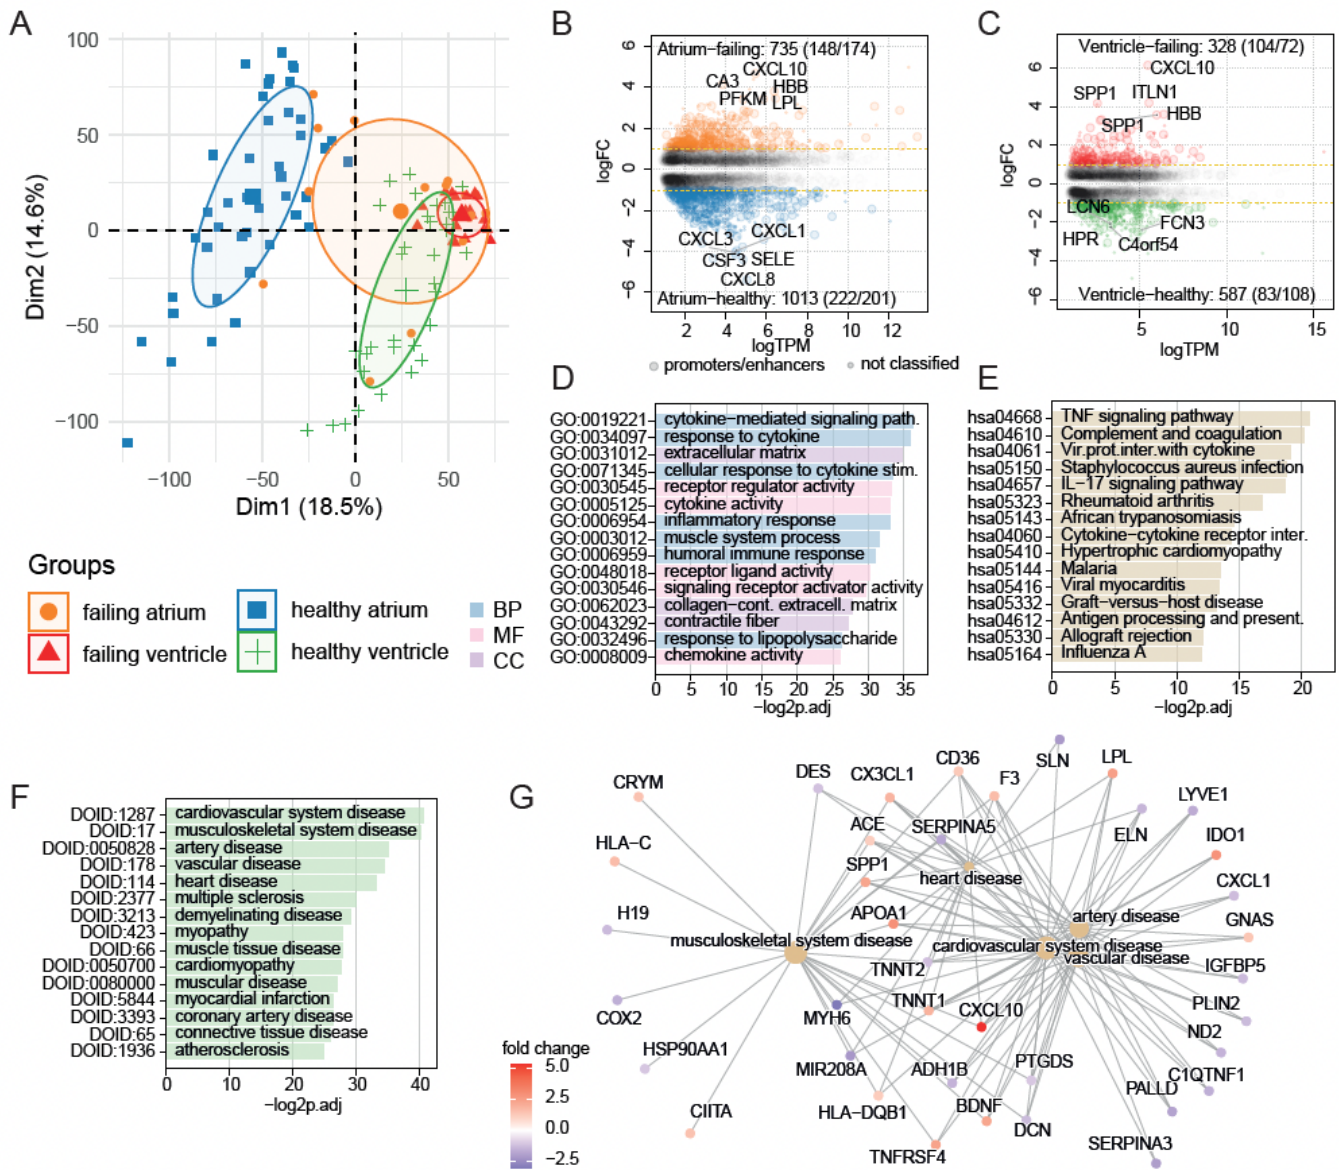 A
100
50
0
−50
−100
−100
−50
0
50
Dim2 (14.6%)
Dim1 (18.5%)
Groups
failing atrium
healthy atrium
failing ventricle
healthy ventricle
BP
MF
CC
B
Atrium−failing: 735 (148/174)
CXCL10
CA3
HBB
PFKM
LPL
CXCL3
CXCL1
CSF3
SELE
CXCL8
Atrium−healthy: 1013 (222/201)
6
4
2
0
−2
−4
−6
logFC
2
4
6
8
10
12
logTPM
promoters/enhancers
not classified
C
Ventricle−failing: 328 (104/72)
CXCL10
SPP1
ITLN1
HBB
SPP1
LCN6
FCN3
HPR
C4orf54
Ventricle−healthy: 587 (83/108)
6
4
2
0
−2
−4
−6
logFC
5
10
15
logTPM
D
GO:0019221 cytokine−mediated signaling path.
GO:0034097 response to cytokine
GO:0031012 extracellular matrix
GO:0071345 cellular response to cytokine stim.
GO:0030545 receptor regulator activity
GO:0005125 cytokine activity
GO:0006954 inflammatory response
GO:0003012 muscle system process
GO:0006959 humoral immune response
GO:0048018 receptor ligand activity
GO:0030546 signaling receptor activator activity
GO:0062023 collagen−cont. extracell. matrix
GO:0043292 contractile fiber
GO:0032496 response to lipopolysaccharide
GO:0008009 chemokine activity
0 5 10 15 20 25 30 35
−log2p.adj
E
hsa04668 TNF signaling pathway
hsa04610 Complement and coagulation
hsa04061 Vir.prot.inter.with cytokine
hsa05150 Staphylococcus aureus infection
hsa04657 IL−17 signaling pathway
hsa05323 Rheumatoid arthritis
hsa05143 African trypanosomiasis
hsa04060 Cytokine−cytokine receptor inter.
hsa05410 Hypertrophic cardiomyopathy
hsa05144 Malaria
hsa05416 Viral myocarditis
hsa05332 Graft−versus−host disease
hsa04612 Antigen processing and present.
hsa05330 Allograft rejection
hsa05164 Influenza A
0 5 10 15 20
−log2p.adj
F
DOID:1287 cardiovascular system disease
DOID:17 musculoskeletal system disease
DOID:0050828 artery disease
DOID:178 vascular disease
DOID:114 heart disease
DOID:2377 multiple sclerosis
DOID:3213 demyelinating disease
DOID:423 myopathy
DOID:66 muscle tissue disease
DOID:0050700 cardiomyopathy
DOID:0080000 muscular disease
DOID:5844 myocardial infarction
DOID:3393 coronary artery disease
DOID:65 connective tissue disease
DOID:1936 atherosclerosis
0 10 20 30 40
−log2p.adj
G
CRYM
DES
CX3CL1
CD36
F3
SLN
LPL
LYVE1
HLA−C
ACE
SERPINA5
ELN
IDO1
SPP1
heart disease
CXCL1
H19
APOA1
artery disease
GNAS
musculoskeletal system disease
cardiovascular system disease
vascular disease
TNNT2
IGFBP5
COX2
MYH6
TNNT1
CXCL10
PLIN2
ND2
HSP90AA1
MIR208A
ADH1B
PTGDS
C1QTNF1
PALLD
CIITA
HLA−DQB1
BDNF
DCN
TNFRSF4
SERPINA3
fold change
5.0
2.5
0.0
−2.5